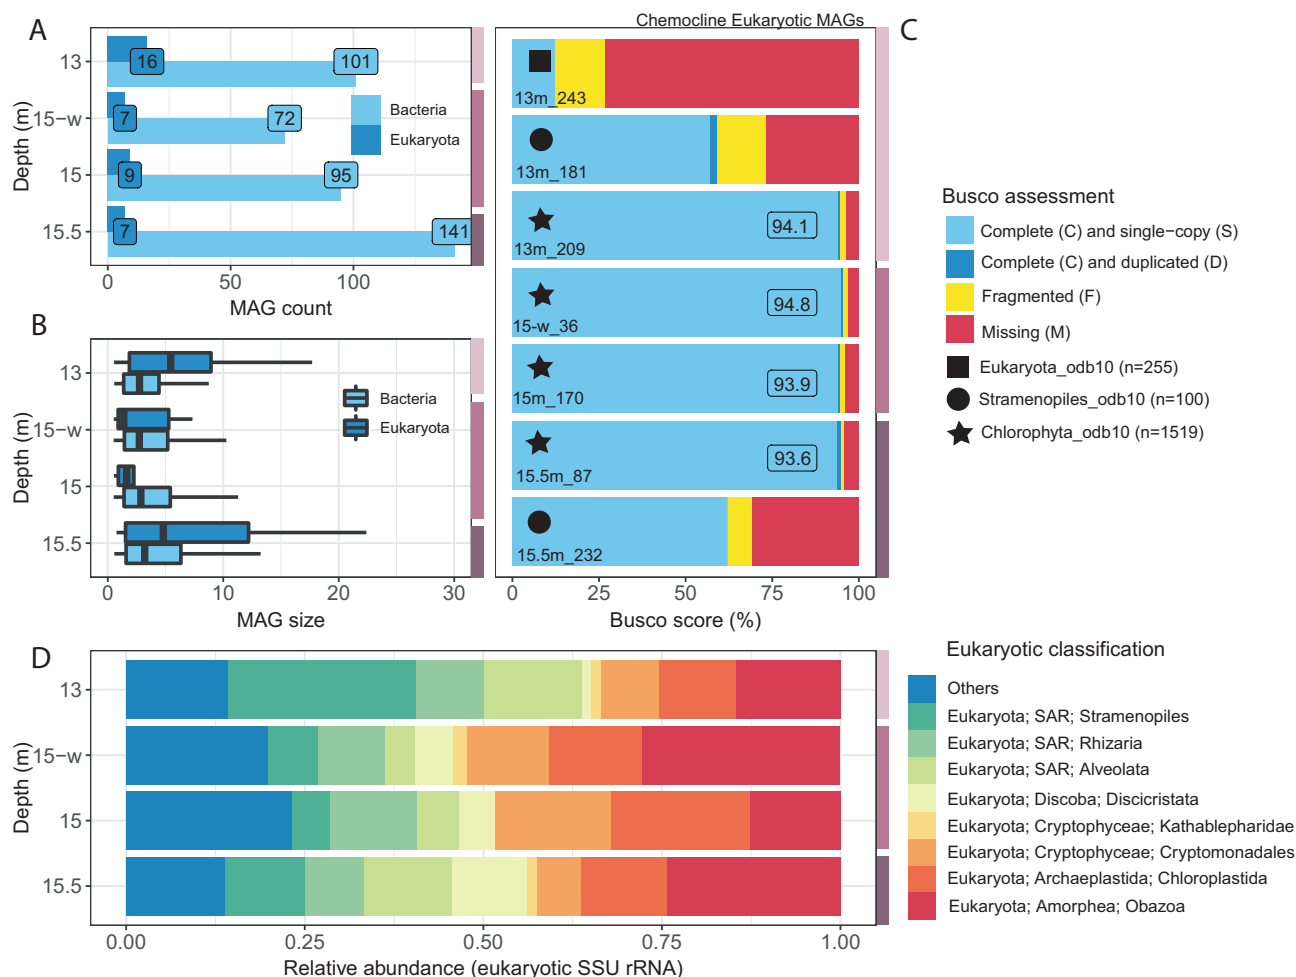 A
Depth (m)
13
15−w
15
15.5
16
101
7
72
9
95
7
141
Bacteria
Eukaryota
0
50
100
MAG count
B
Depth (m)
13
15−w
15
15.5
Bacteria
Eukaryota
0
10
20
30
MAG size
Chemocline Eukaryotic MAGs
C
13m_243
13m_181
13m_209
94.1
15-w_36
94.8
15m_170
93.9
15.5m_87
93.6
15.5m_232
0
25
50
75
100
Busco score (%)
Busco assessment
Complete (C) and single−copy (S)
Complete (C) and duplicated (D)
Fragmented (F)
Missing (M)
Eukaryota_odb10 (n=255)
Stramenopiles_odb10 (n=100)
Chlorophyta_odb10 (n=1519)
D
Depth (m)
13
15−w
15
15.5
0.00
0.25
0.50
0.75
1.00
Relative abundance (eukaryotic SSU rRNA)
Eukaryotic classification
Others
Eukaryota; SAR; Stramenopiles
Eukaryota; SAR; Rhizaria
Eukaryota; SAR; Alveolata
Eukaryota; Discoba; Discicristata
Eukaryota; Cryptophyceae; Kathablepharidae
Eukaryota; Cryptophyceae; Cryptomonadales
Eukaryota; Archaeplastida; Chloroplastida
Eukaryota; Amorphea; Obazoa